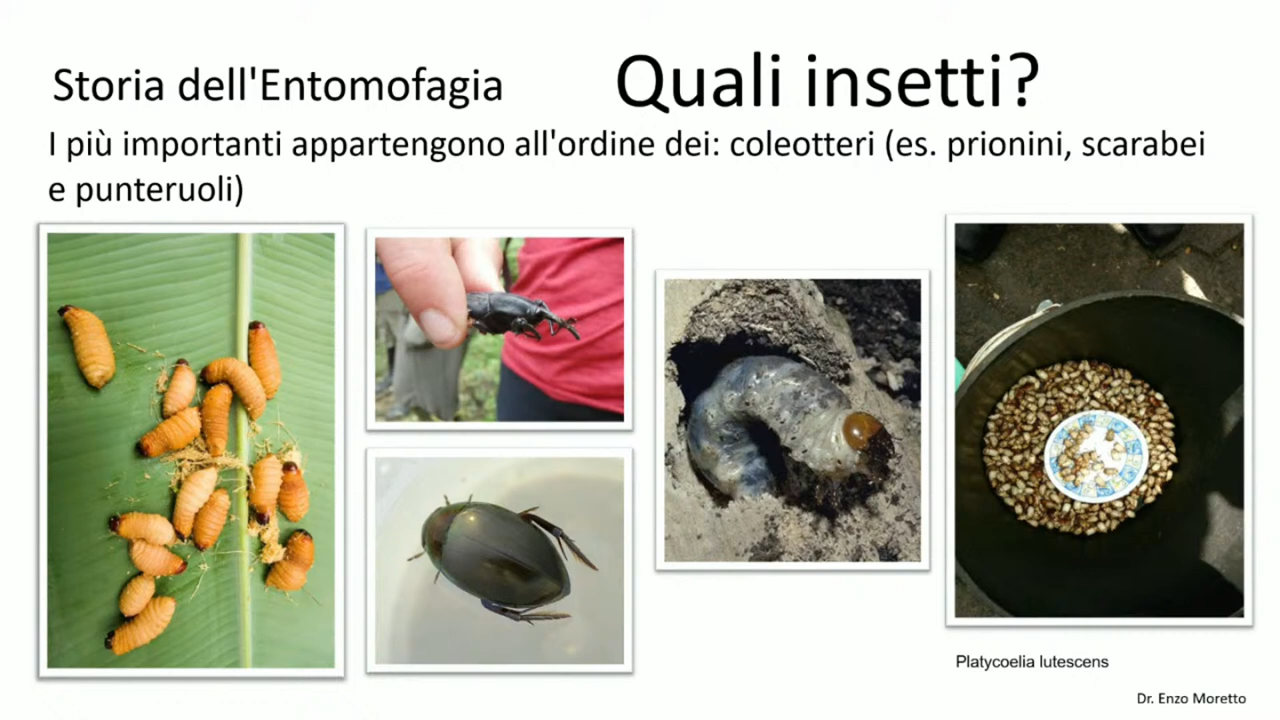 Storia dell'Entomofagia
Quali insetti?
I più importanti appartengono all'ordine dei: coleotteri (es. prionini, scarabei
e punteruoli)
Platycoelia lutescens
Dr. Enzo Moretto